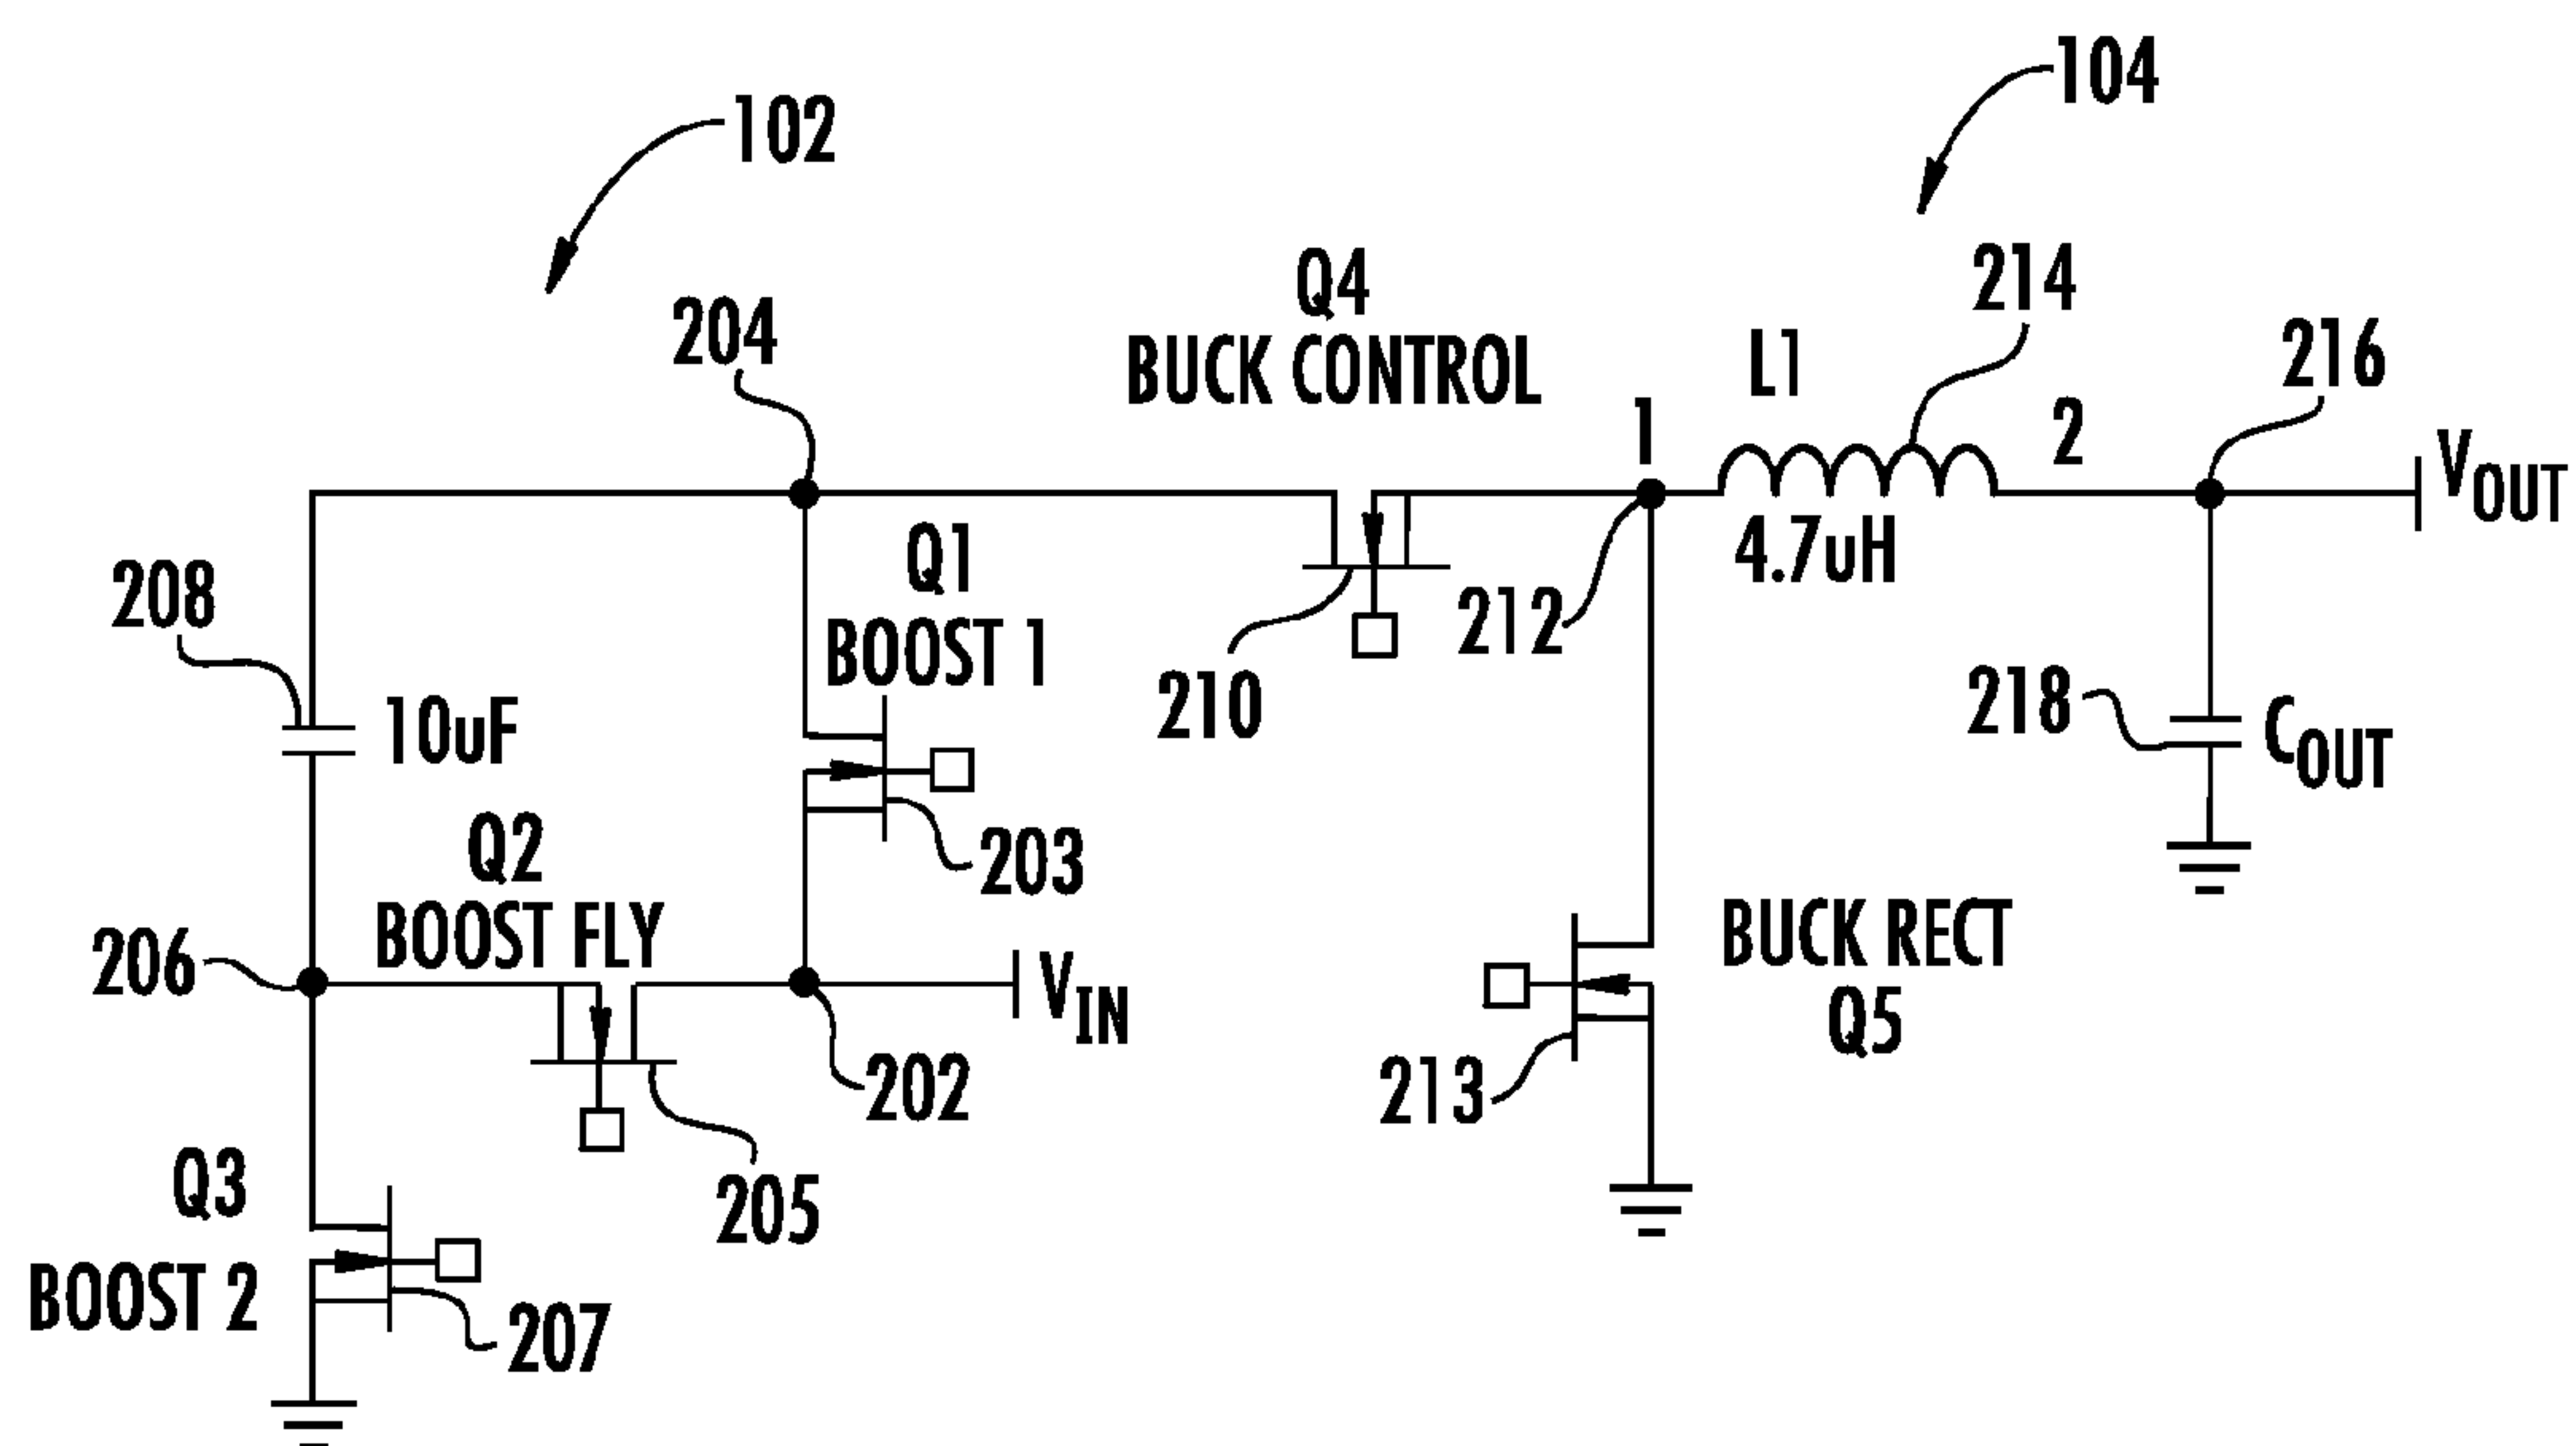 102
104
Q4
BUCK CONTROL
204
214
L1
216
1
2
VOUT
4.7uH
208
Q1
BOOST 1
212
210
218
COUT
10uF
203
Q2
BOOST FLY
206
VIN
202
BUCK RECT
Q5
213
205
Q3
BOOST 2
207